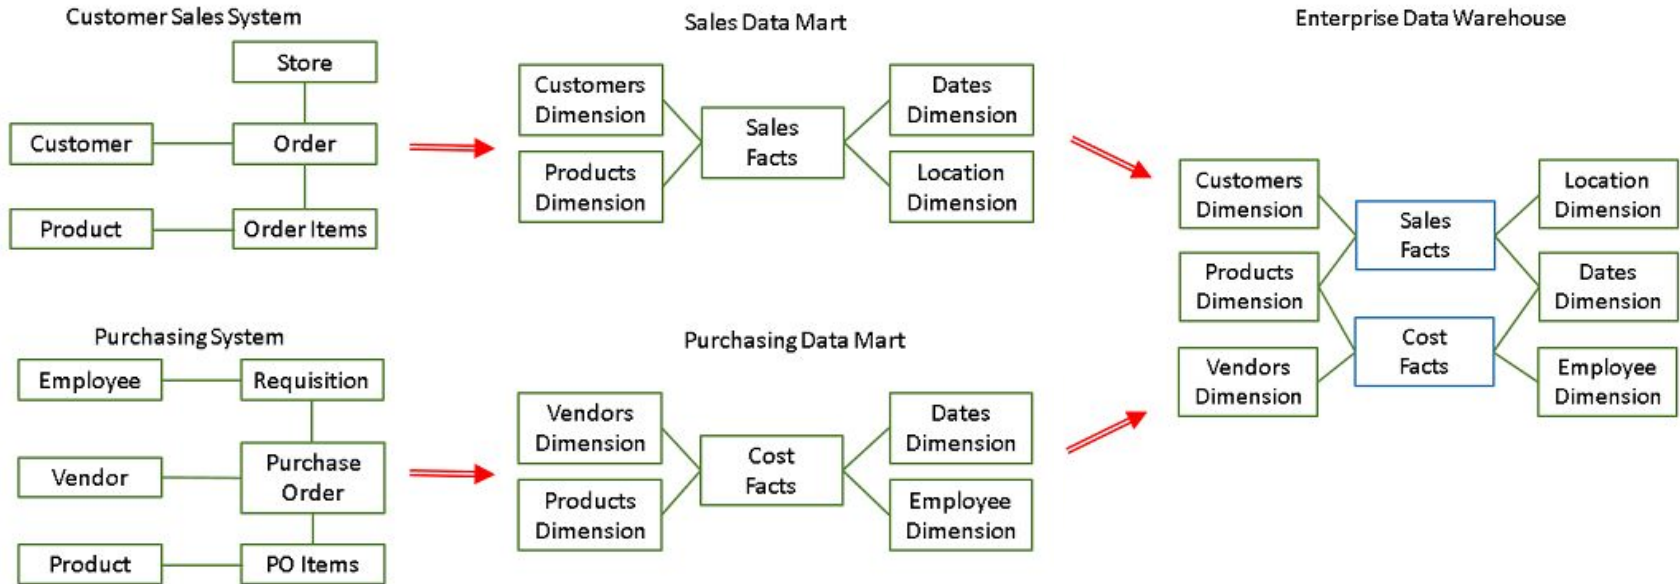 Customer Sales System
Store
Customer
Order
Product
Order Items
Purchasing System
Employee
Requisition
Vendor
Purchase
Order
Product
PO Items
Sales Data Mart
Customers
Dimension
Products
Dimension
Sales
Facts
Dates
Dimension
Location
Dimension
Purchasing Data Mart
Vendors
Dimension
Products
Dimension
Cost
Facts
Dates
Dimension
Employee
Dimension
Enterprise Data Warehouse
Customers
Dimension
Products
Dimension
Vendors
Dimension
Sales
Facts
Cost
Facts
Location
Dimension
Dates
Dimension
Employee
Dimension